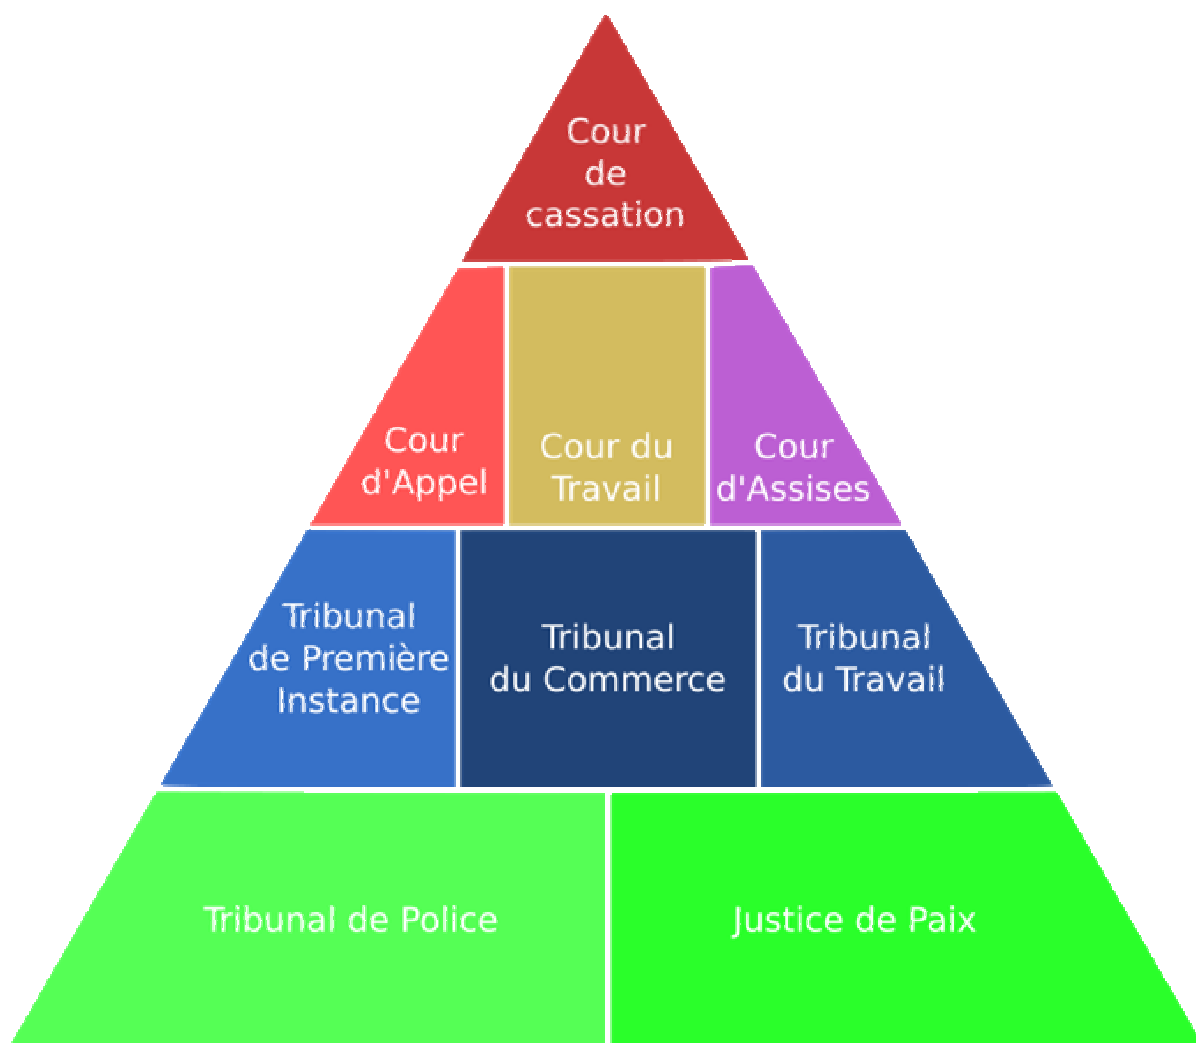 Cour
de
cassation
Cour
d'Appel
Cour du
Travail
Cour
d'Assises
Tribunal
de Première
Instance
Tribunal
du Commerce
Tribunal
du Travail
Tribunal de Police
Justice de Paix